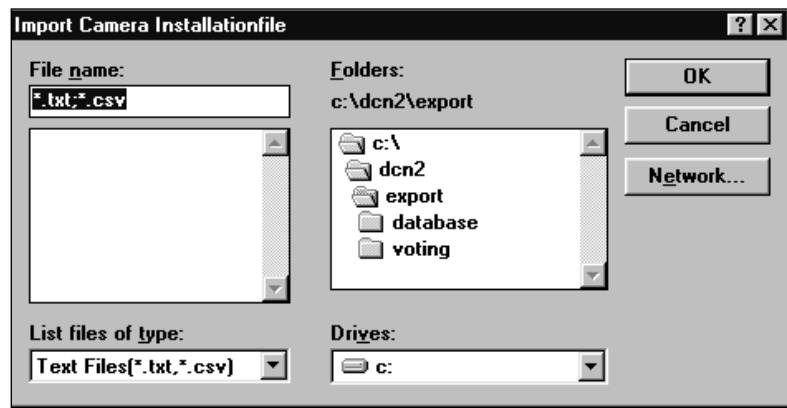 Import Camera Installationfile
File name:
*.txt;*.csv
Folders:
c:\dcn2\export
c:\
dcn2
export
database
voting
OK
Cancel
Network...
List files of type:
Text Files(*.txt,*.csv)
Drives:
c: